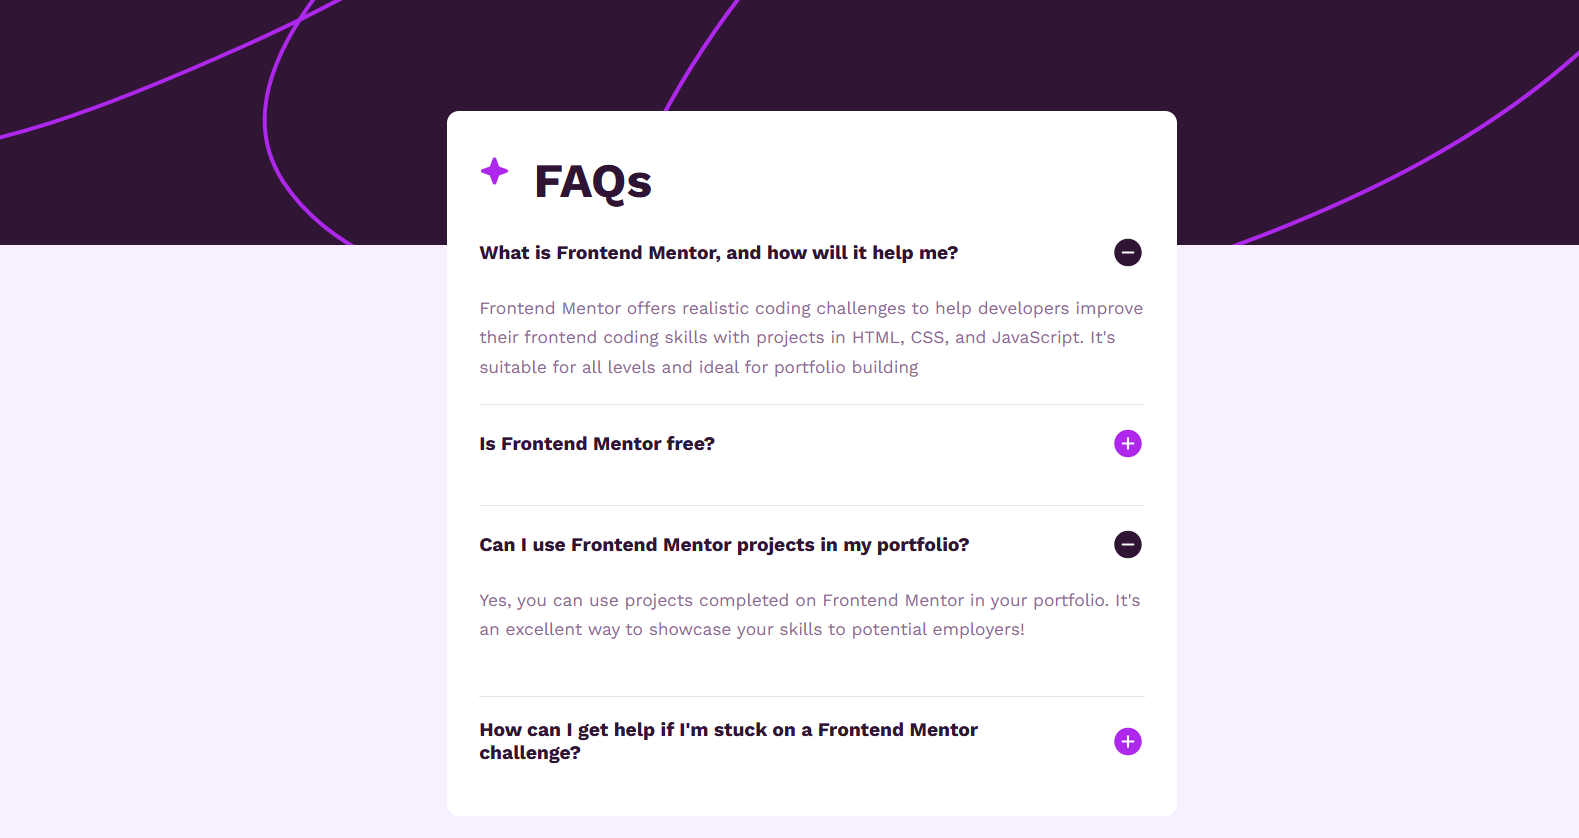 FAQs
What is Frontend Mentor, and how will it help me?
Frontend Mentor offers realistic coding challenges to help developers improve
their frontend coding skills with projects in HTML, CSS, and JavaScript. It's
suitable for all levels and ideal for portfolio building
Is Frontend Mentor free?
Can I use Frontend Mentor projects in my portfolio?
Yes, you can use projects completed on Frontend Mentor in your portfolio. It's
an excellent way to showcase your skills to potential employers!
How can I get help if I'm stuck on a Frontend Mentor
challenge?